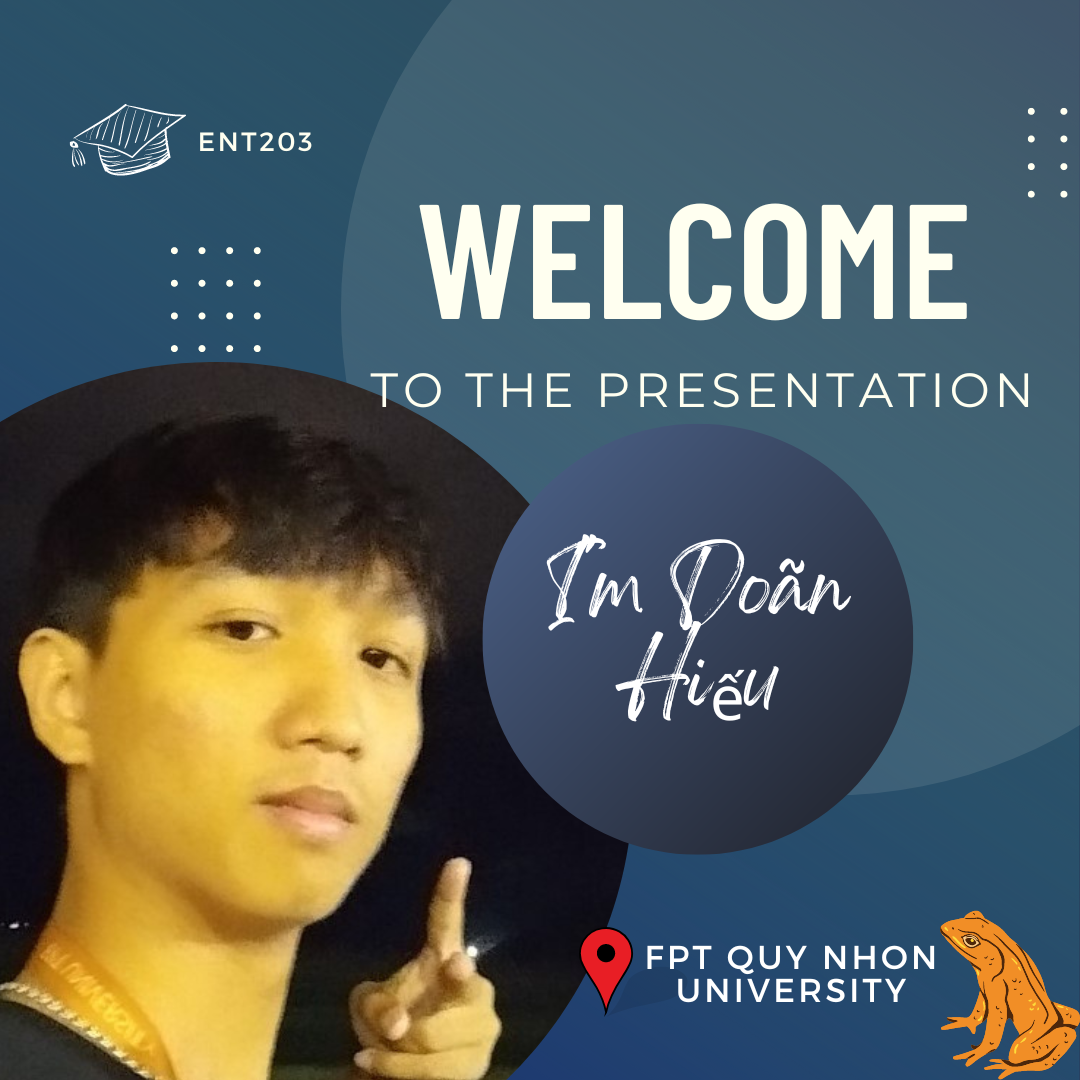 ENT203
WELCOME
TO THE PRESENTATION
I'm Doãn
Hiếu
FPT QUY NHON
UNIVERSITY